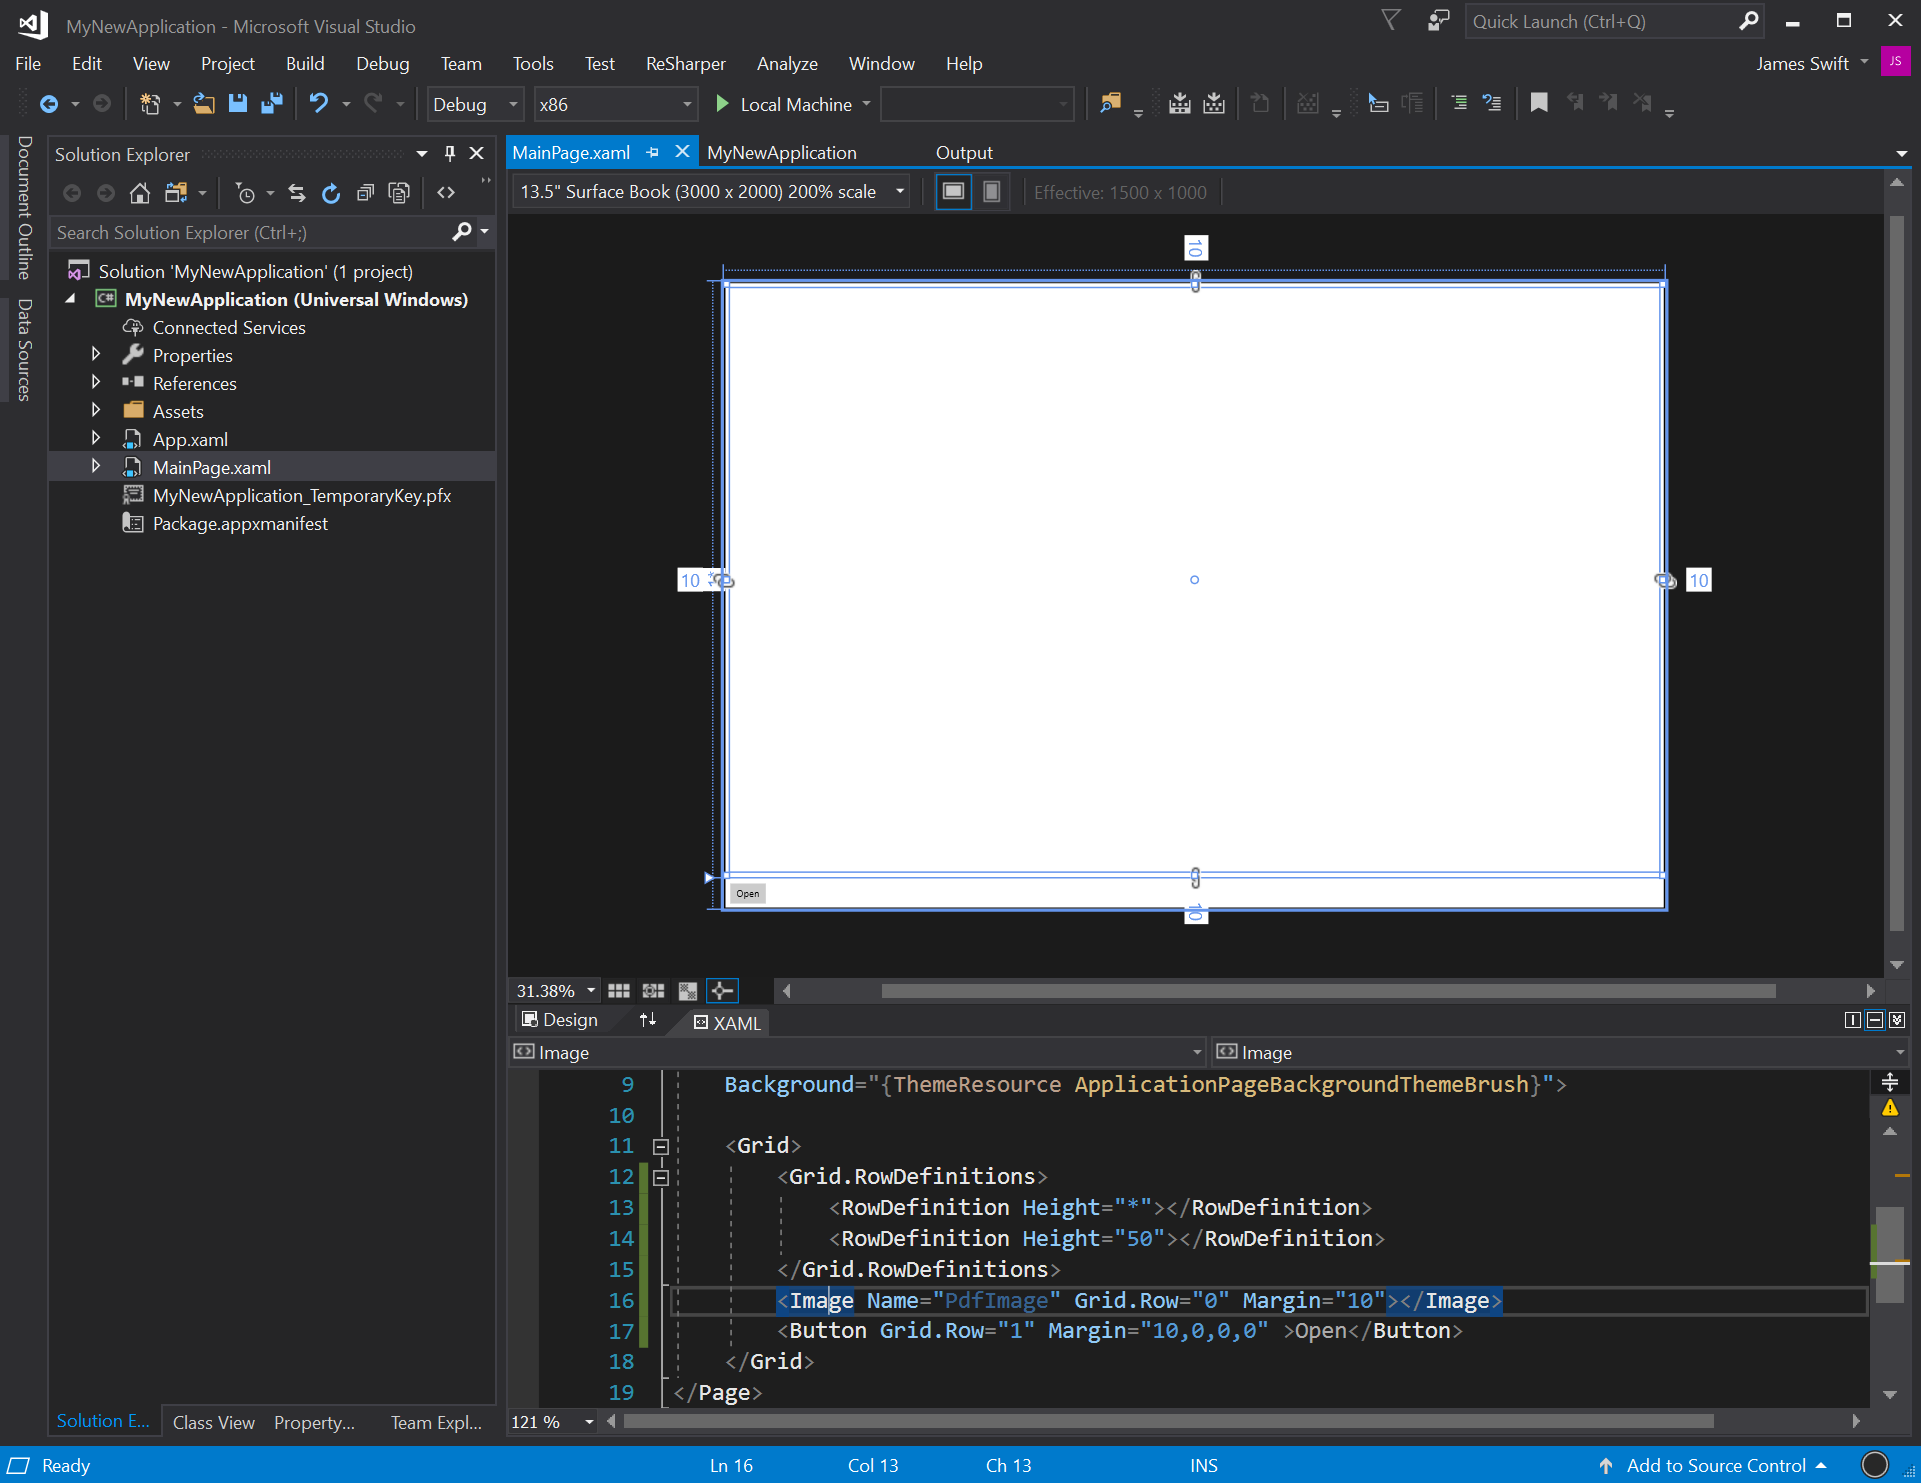 MyNewApplication - Microsoft Visual Studio
Quick Launch (Ctrl+Q)
File Edit View Project Build Debug Team Tools Test ReSharper Analyze Window Help
James Swift JS
Debug x86 Local Machine
Document Outline
Data Sources
Solution Explorer
Search Solution Explorer (Ctrl+;)
Solution 'MyNewApplication' (1 project)
C# MyNewApplication (Universal Windows)
Connected Services
Properties
References
Assets
App.xaml
MainPage.xaml
MyNewApplication_TemporaryKey.pfx
Package.appxmanifest
Solution E... Class View Property... Team Expl...
MainPage.xaml MyNewApplication Output
13.5" Surface Book (3000 x 2000) 200% scale Effective: 1500 x 1000
10
10 10
Open
10
31.38%
Design XAML
Image Image
9 Background="{ThemeResource ApplicationPageBackgroundThemeBrush}">
10
11 <Grid>
12 <Grid.RowDefinitions>
13 <RowDefinition Height="*"></RowDefinition>
14 <RowDefinition Height="50"></RowDefinition>
15 </Grid.RowDefinitions>
16 <Image Name="PdfImage" Grid.Row="0" Margin="10"></Image>
17 <Button Grid.Row="1" Margin="10,0,0,0" >Open</Button>
18 </Grid>
19 </Page>
121 %
Ready Ln 16 Col 13 Ch 13 INS Add to Source Control